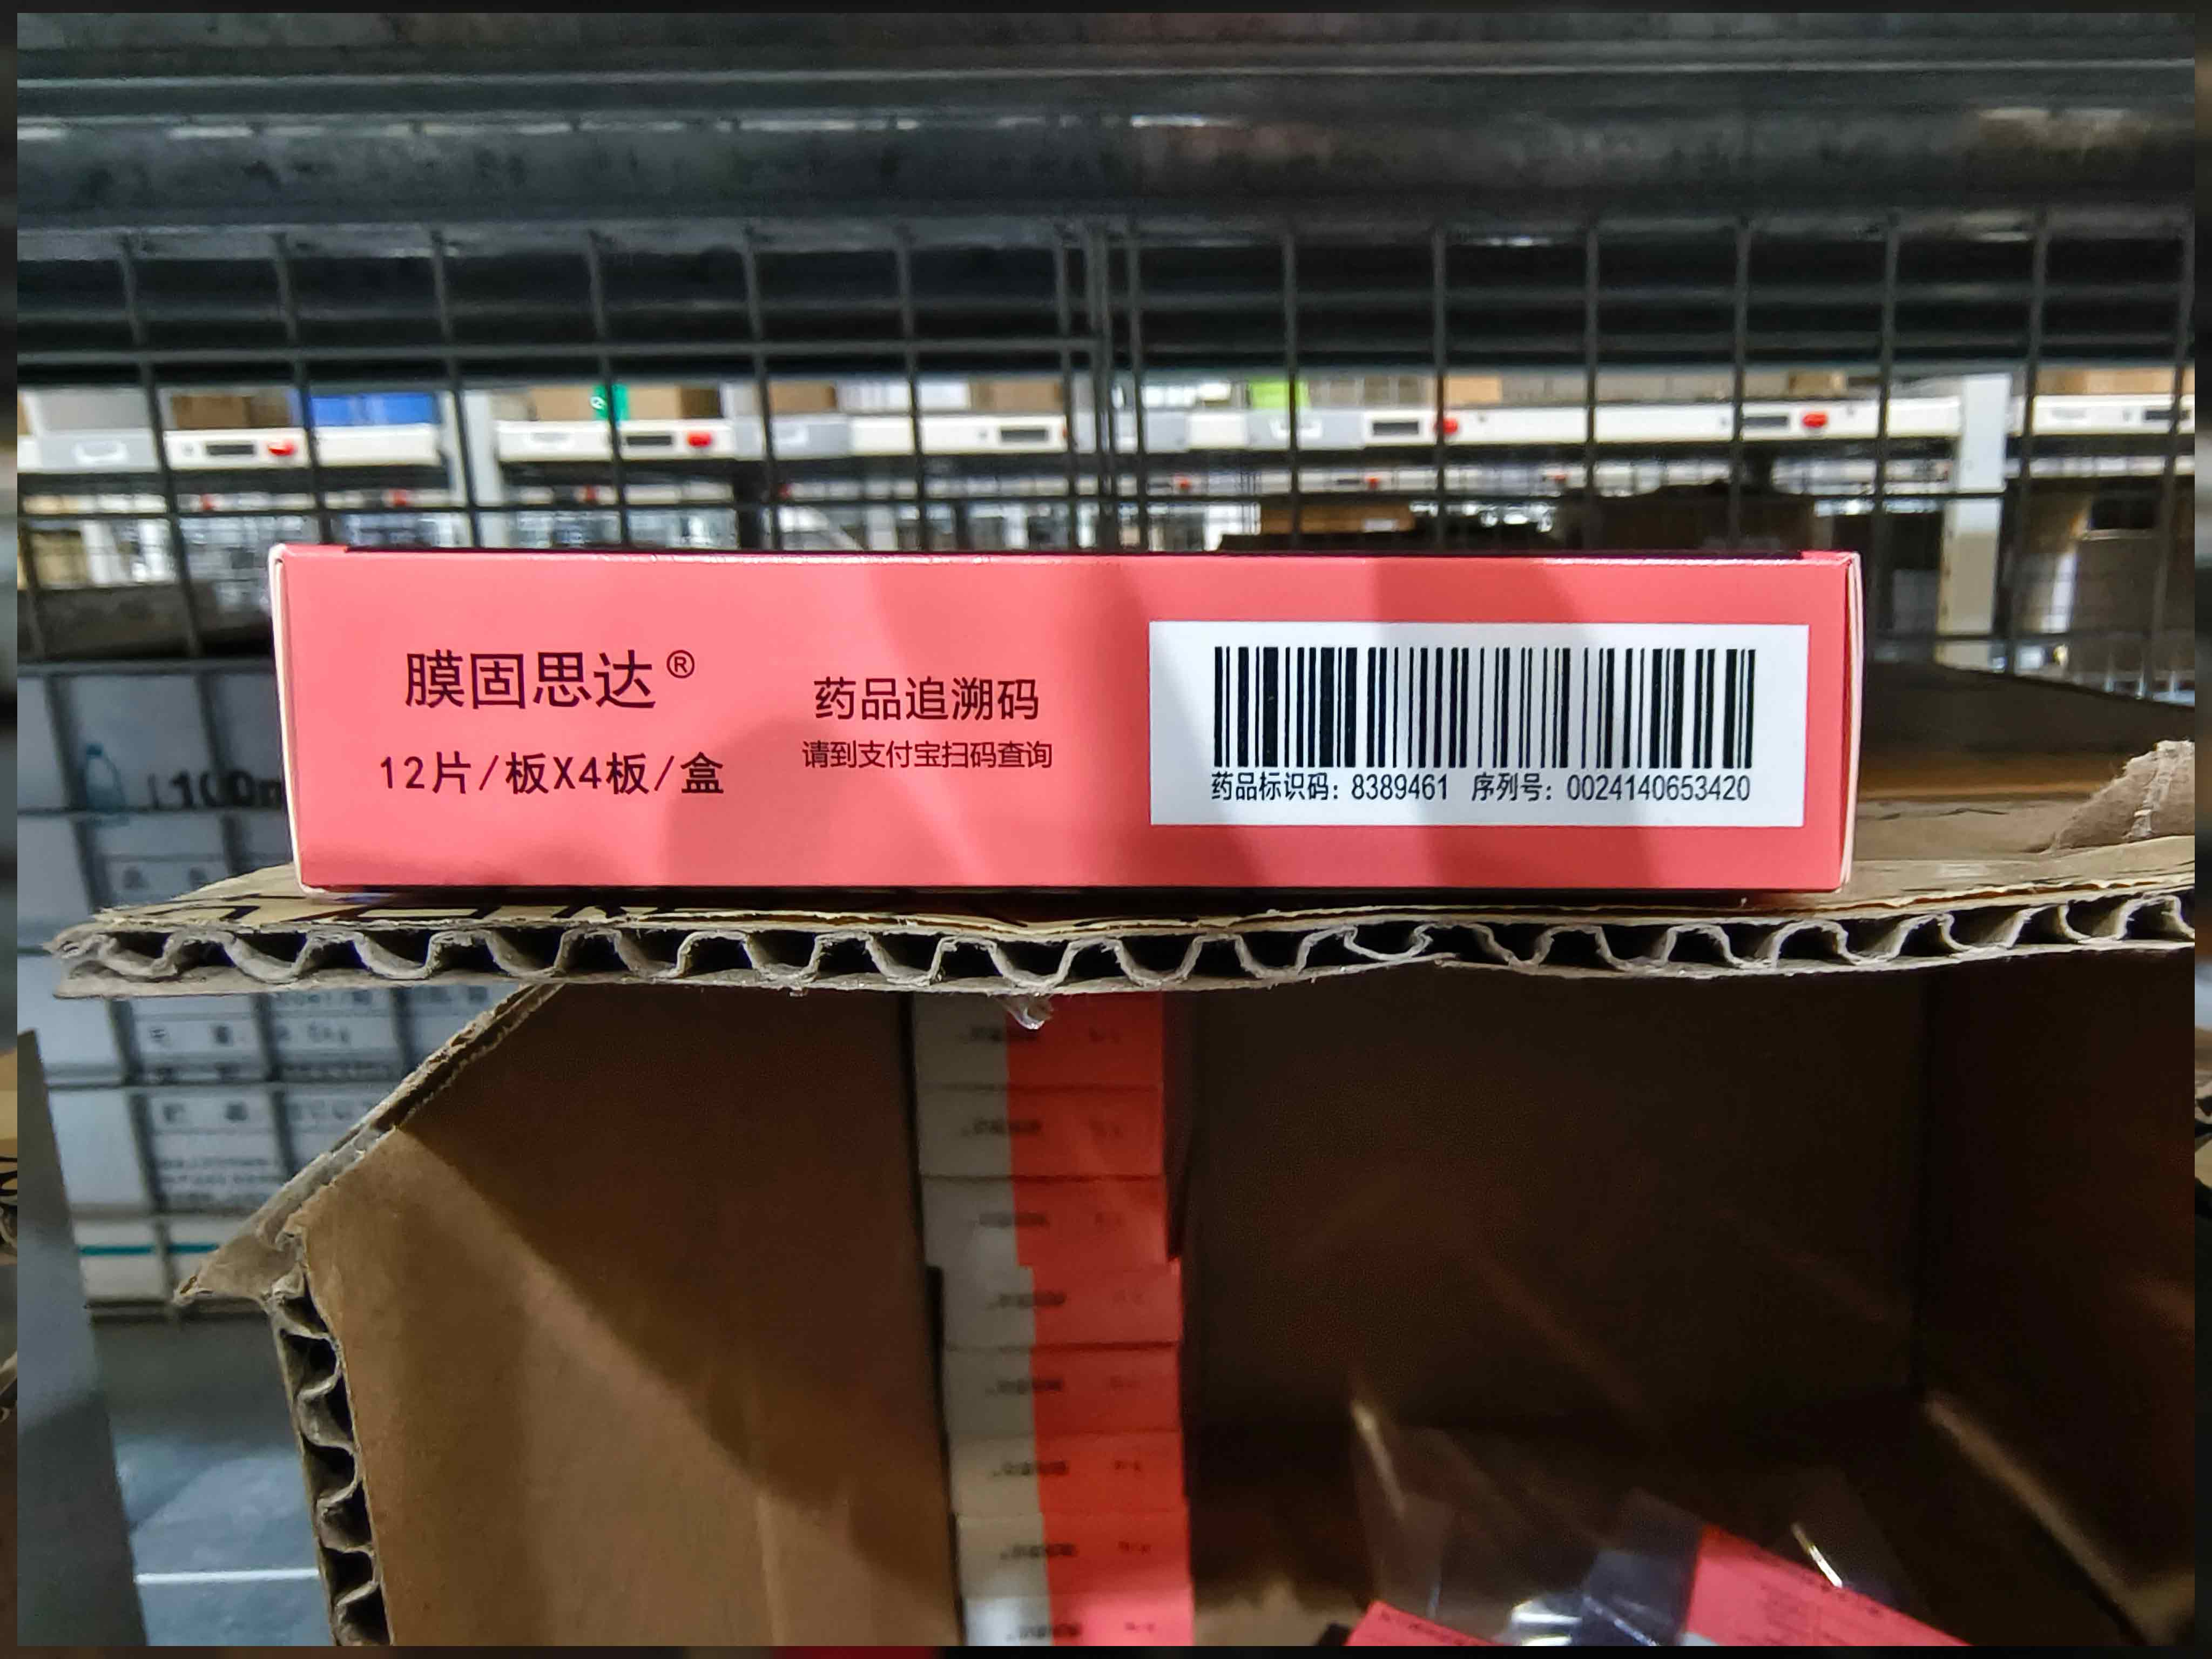 膜固思达®
12片/板X4板/盒
药品追溯码
请到支付宝扫码查询
药品标识码: 8389461 序列号: 0024140653420